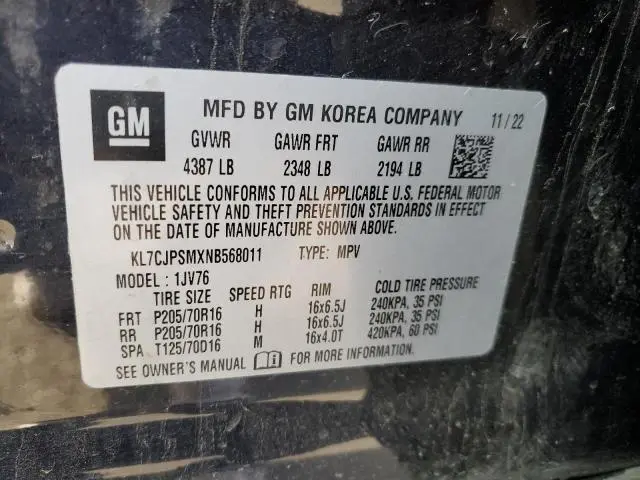 GM MFD BY GM KOREA COMPANY 11/22
GVWR GAWR FRT GAWR RR
4387 LB 2348 LB 2194 LB
THIS VEHICLE CONFORMS TO ALL APPLICABLE U.S. FEDERAL MOTOR
VEHICLE SAFETY AND THEFT PREVENTION STANDARDS IN EFFECT
ON THE DATE OF MANUFACTURE SHOWN ABOVE.
KL7CJPSMXNB568011 TYPE: MPV
MODEL: 1JV76
TIRE SIZE SPEED RTG RIM COLD TIRE PRESSURE
FRT P205/70R16 H 16x6.5J 240KPA, 35 PSI
RR P205/70R16 H 16x6.5J 240KPA, 35 PSI
SPA T125/70D16 M 16x4.0T 420KPA, 60 PSI
SEE OWNER'S MANUAL FOR MORE INFORMATION.